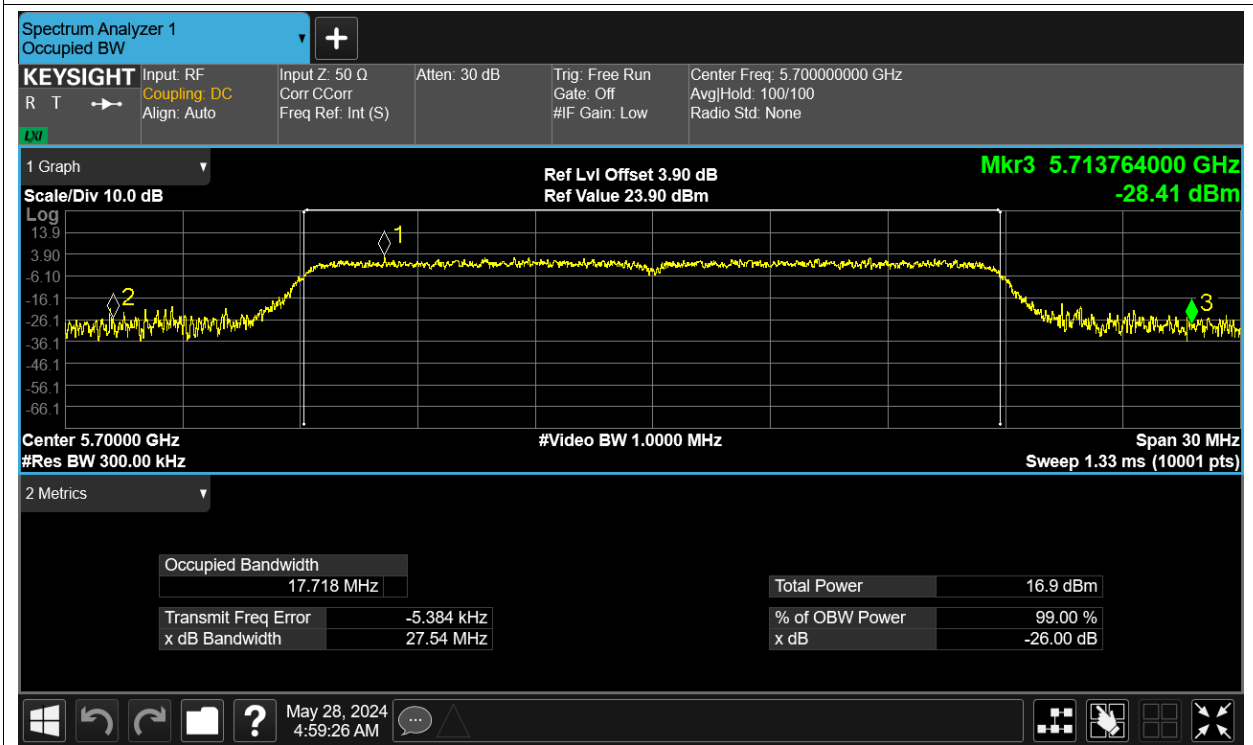 Spectrum Analyzer 1
Occupied BW
KEYSIGHT
R T
LXI
Input: RF
Coupling: DC
Align: Auto
Input Z: 50 Ω
Corr CCorr
Freq Ref: Int (S)
Atten: 30 dB
Trig: Free Run
Gate: Off
#IF Gain: Low
Center Freq: 5.700000000 GHz
Avg|Hold: 100/100
Radio Std: None
1 Graph
Scale/Div 10.0 dB
Ref Lvl Offset 3.90 dB
Ref Value 23.90 dBm
Mkr3 5.713764000 GHz
-28.41 dBm
Log
13.9
3.90
-6.10
-16.1
-26.1
-36.1
-46.1
-56.1
-66.1
1
2
3
Center 5.70000 GHz
#Res BW 300.00 kHz
#Video BW 1.0000 MHz
Span 30 MHz
Sweep 1.33 ms (10001 pts)
2 Metrics
Occupied Bandwidth
17.718 MHz
Transmit Freq Error -5.384 kHz
x dB Bandwidth 27.54 MHz
Total Power 16.9 dBm
% of OBW Power 99.00 %
x dB -26.00 dB
?
May 28, 2024
4:59:26 AM